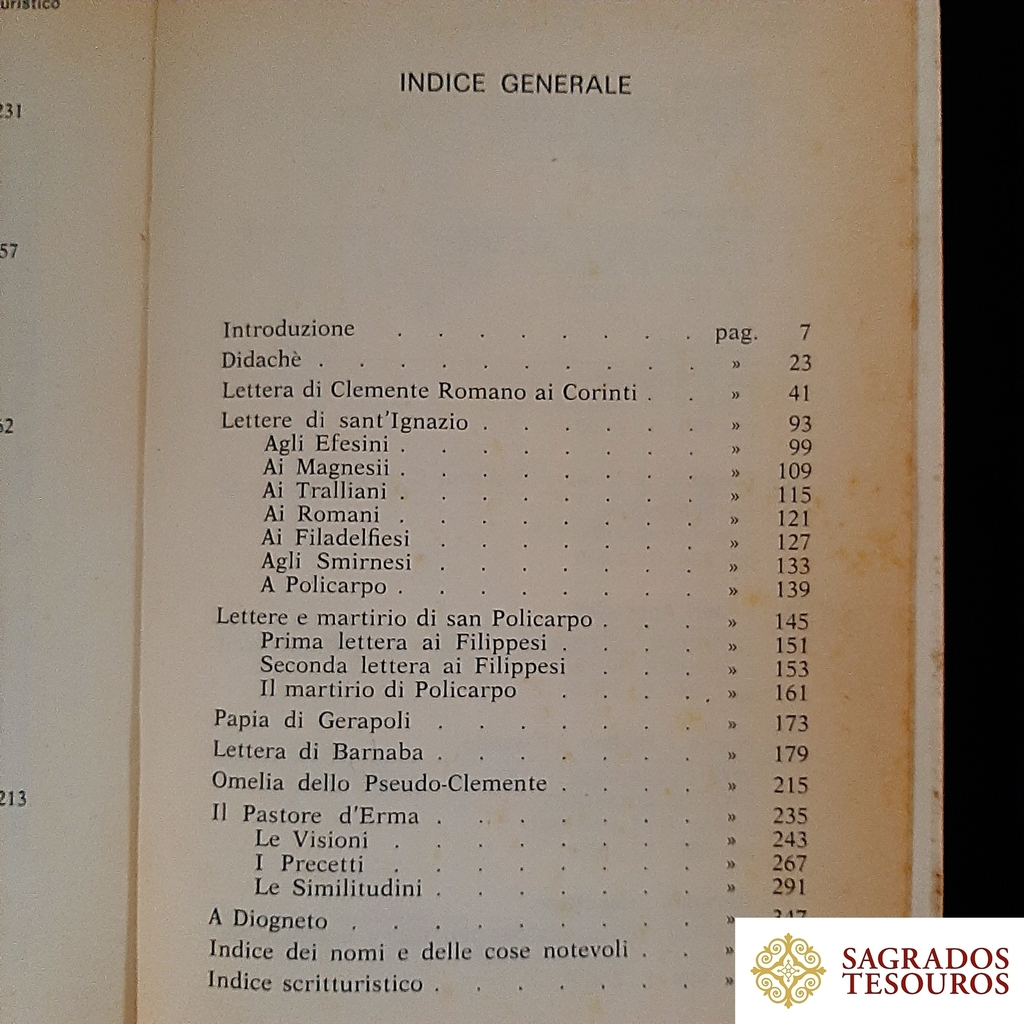 231
57
213
INDICE GENERALE
Introduzione . . . . . . . . pag. 7
Didachè . . . . . . . . . . » 23
Lettera di Clemente Romano ai Corinti . . » 41
Lettere di sant'Ignazio . . . . . . » 93
Agli Efesini . . . . . . . . » 99
Ai Magnesii . . . . . . . . » 109
Ai Tralliani . . . . . . . . » 115
Ai Romani . . . . . . . . » 121
Ai Filadelfiesi . . . . . . . » 127
Agli Smirnesi . . . . . . . » 133
A Policarpo . . . . . . . . » 139
Lettere e martirio di san Policarpo . . . » 145
Prima lettera ai Filippesi . . . . » 151
Seconda lettera ai Filippesi . . . » 153
Il martirio di Policarpo . . . . » 161
Papia di Gerapoli . . . . . . . » 173
Lettera di Barnaba . . . . . . . » 179
Omelia dello Pseudo-Clemente . . . . » 215
Il Pastore d'Erma . . . . . . . » 235
Le Visioni . . . . . . . . » 243
I Precetti . . . . . . . . » 267
Le Similitudini . . . . . . . » 291
A Diogneto . . . . . . . . . »
Indice dei nomi e delle cose notevoli . . »
Indice scritturistico . . . . . . . »
SAGRADOS
TESOUROS